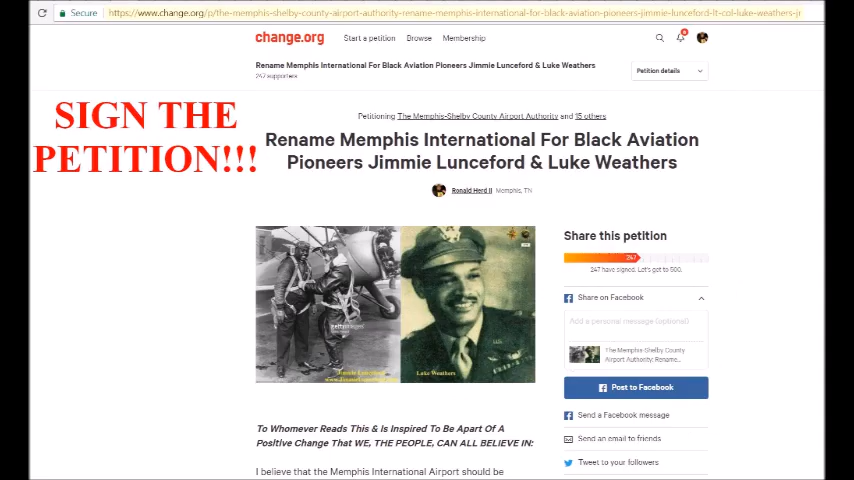 Secure
https://www.change.org/p/the-memphis-shelby-county-airport-authority-rename-memphis-international-for-black-aviation-pioneers-jimmie-lunceford-lt-col-luke-weathers-jr
change.org Start a petition Browse Membership
Rename Memphis International For Black Aviation Pioneers Jimmie Lunceford & Luke Weathers
247 supporters
Petition details
SIGN THE
PETITION!!!
Petitioning The Memphis-Shelby County Airport Authority and 15 others
Rename Memphis International For Black Aviation
Pioneers Jimmie Lunceford & Luke Weathers
Ronald Herd II Memphis, TN
gettyimages
Jimmie Lunceford
Luke Weathers
Share this petition
247
247 have signed. Let's get to 500.
Share on Facebook
Add a personal message (optional)
The Memphis-Shelby County
Airport Authority: Rename...
Post to Facebook
Send a Facebook message
Send an email to friends
Tweet to your followers
To Whomever Reads This & Is Inspired To Be Apart Of A
Positive Change That WE, THE PEOPLE, CAN ALL BELIEVE IN:
I believe that the Memphis International Airport should be